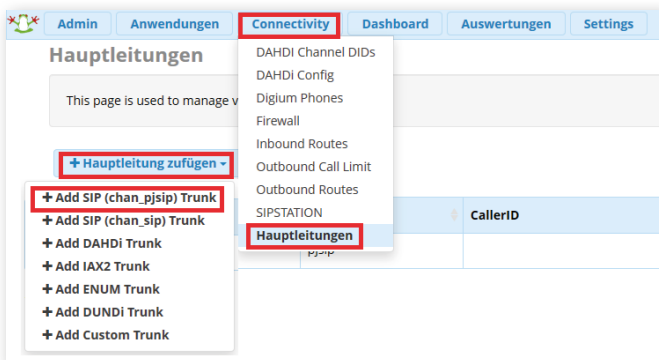 Admin Anwendungen Connectivity Dashboard Auswertungen Settings
Hauptleitungen
This page is used to manage v
+ Hauptleitung zufügen
+ Add SIP (chan_pjsip) Trunk
+ Add SIP (chan_sip) Trunk
+ Add DAHDi Trunk
+ Add IAX2 Trunk
+ Add ENUM Trunk
+ Add DUNDi Trunk
+ Add Custom Trunk
DAHDI Channel DIDs
DAHDi Config
Digium Phones
Firewall
Inbound Routes
Outbound Call Limit
Outbound Routes
SIPSTATION
Hauptleitungen
CallerID
pjsip